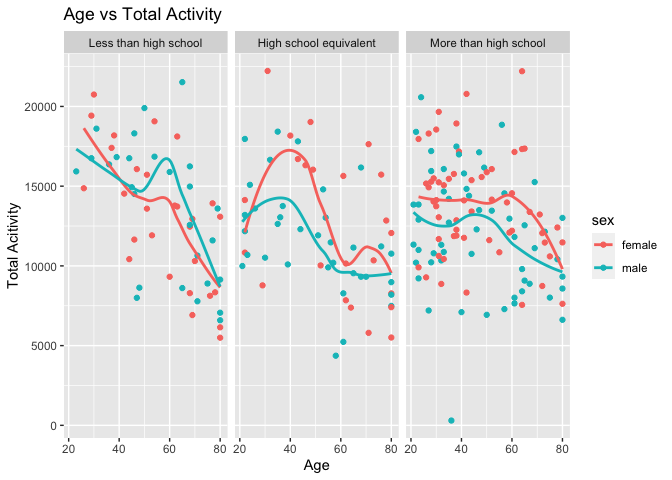 Age vs Total Activity
Less than high school
High school equivalent
More than high school
20000
15000
10000
5000
0
Total Acitivity
20 40 60 80
20 40 60 80
20 40 60 80
Age
sex
female
male